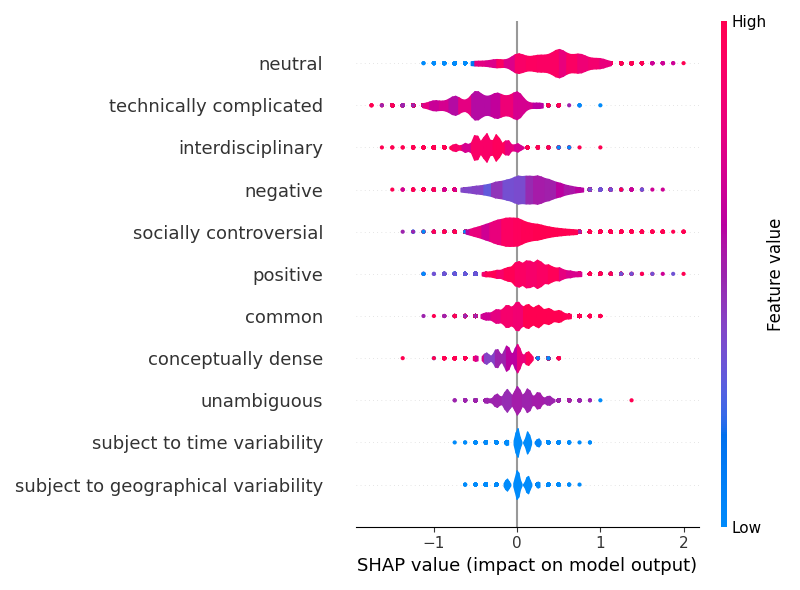 High
neutral
technically complicated
interdisciplinary
negative
socially controversial
positive
common
conceptually dense
unambiguous
subject to time variability
subject to geographical variability
Feature value
Low
−1 0 1 2
SHAP value (impact on model output)